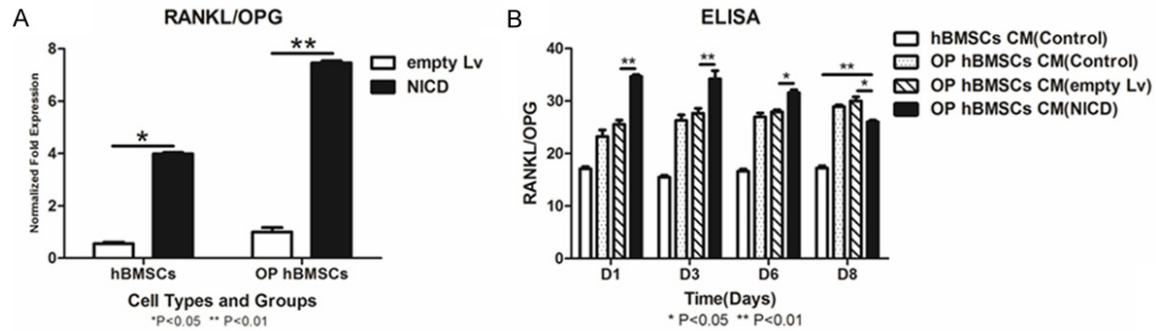 A
RANKL/OPG
Normalized Fold Expression
8
6
4
2
0
*
**
empty Lv
NICD
hBMSCs
OP hBMSCs
Cell Types and Groups
*P<0.05 ** P<0.01
B
ELISA
RANKL/OPG
40
30
20
10
0
**
**
*
**
*
D1
D3
D6
D8
Time(Days)
* P<0.05 ** P<0.01
hBMSCs CM(Control)
OP hBMSCs CM(Control)
OP hBMSCs CM(empty Lv)
OP hBMSCs CM(NICD)